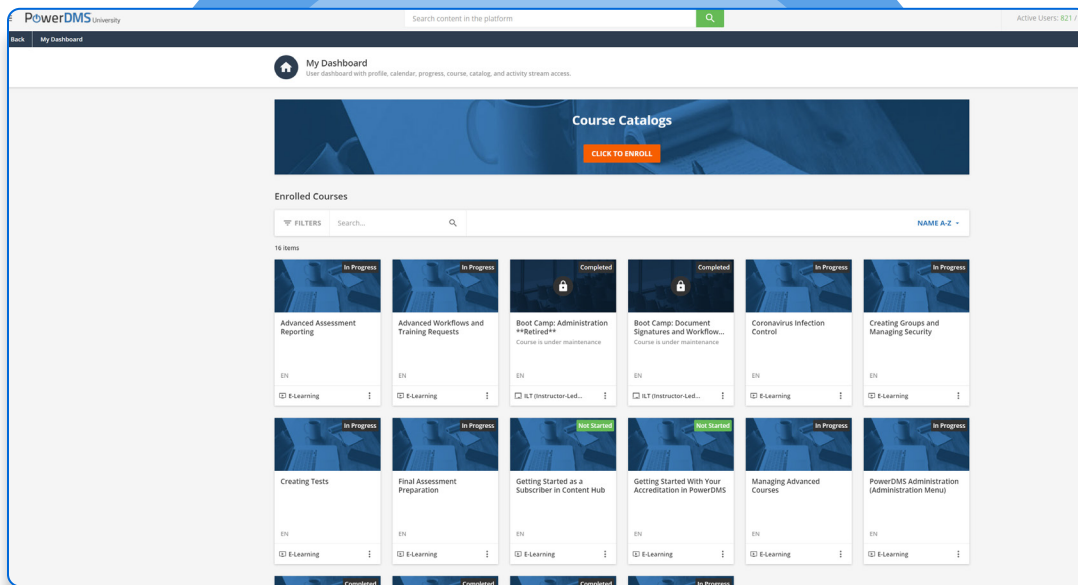 PowerDMS University
Search content in the platform
Active Users: 821 /
Back
My Dashboard
My Dashboard
User dashboard with profile, calendar, progress, course, catalog, and activity stream access.
Course Catalogs
CLICK TO ENROLL
Enrolled Courses
FILTERS
Search...
NAME A-Z
16 items
In Progress
Advanced Assessment
Reporting
EN
E-Learning
In Progress
Advanced Workflows and
Training Requests
EN
E-Learning
Completed
Boot Camp: Administration
**Retired**
Course is under maintenance
EN
ILT (Instructor-Led...
Completed
Boot Camp: Document
Signatures and Workflow...
Course is under maintenance
EN
ILT (Instructor-Led...
In Progress
Coronavirus Infection
Control
EN
E-Learning
In Progress
Creating Groups and
Managing Security
EN
E-Learning
In Progress
Creating Tests
EN
E-Learning
In Progress
Final Assessment
Preparation
EN
E-Learning
Not Started
Getting Started as a
Subscriber in Content Hub
EN
E-Learning
Not Started
Getting Started With Your
Accreditation in PowerDMS
EN
E-Learning
In Progress
Managing Advanced
Courses
EN
E-Learning
In Progress
PowerDMS Administration
(Administration Menu)
EN
E-Learning
Completed
Completed
Completed
In Progress